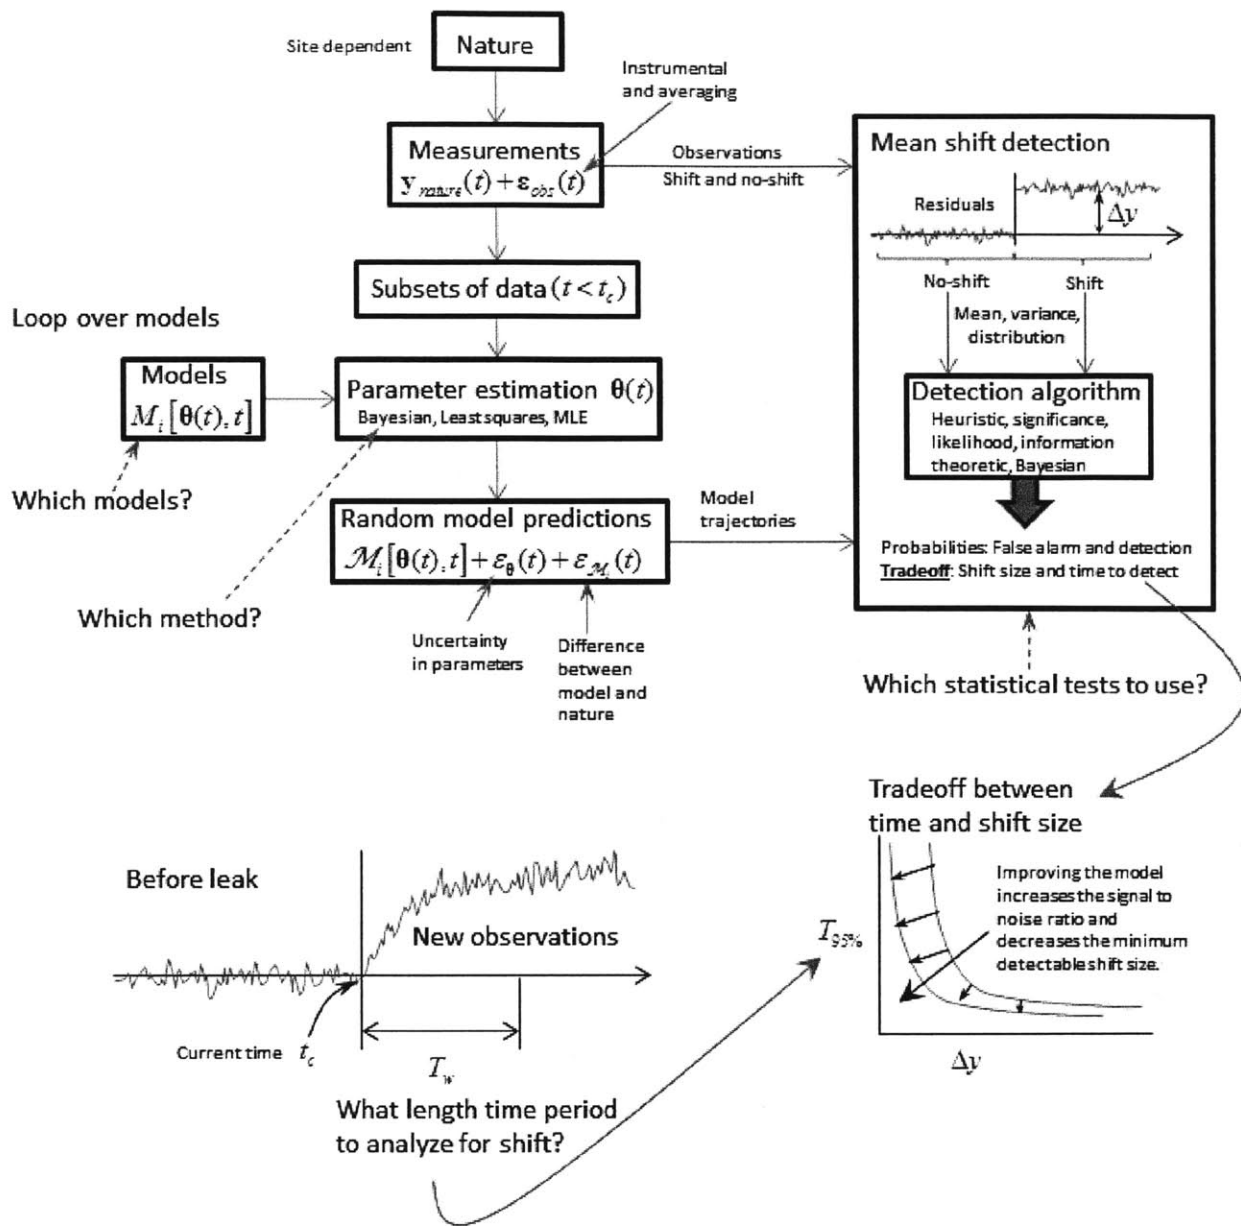 Site dependent
Nature
Instrumental
and averaging
Measurements
y_nature(t) + ε_obs(t)
Observations
Shift and no-shift
Subsets of data (t < t_c)
Loop over models
Models
M_i[θ(t), t]
Parameter estimation θ(t)
Bayesian, Least squares, MLE
Which models?
Random model predictions
ℳ_i[θ(t), t] + ε_θ(t) + ε_ℳ_i(t)
Model
trajectories
Which method?
Uncertainty
in parameters
Difference
between
model and
nature
Mean shift detection
Residuals
Δy
No-shift
Shift
Mean, variance,
distribution
Detection algorithm
Heuristic, significance,
likelihood, information
theoretic, Bayesian
Probabilities: False alarm and detection
Tradeoff: Shift size and time to detect
Which statistical tests to use?
Before leak
New observations
Current time t_c
T_w
What length time period
to analyze for shift?
Tradeoff between
time and shift size
Improving the model
increases the signal to
noise ratio and
decreases the minimum
detectable shift size.
T_95%
Δy